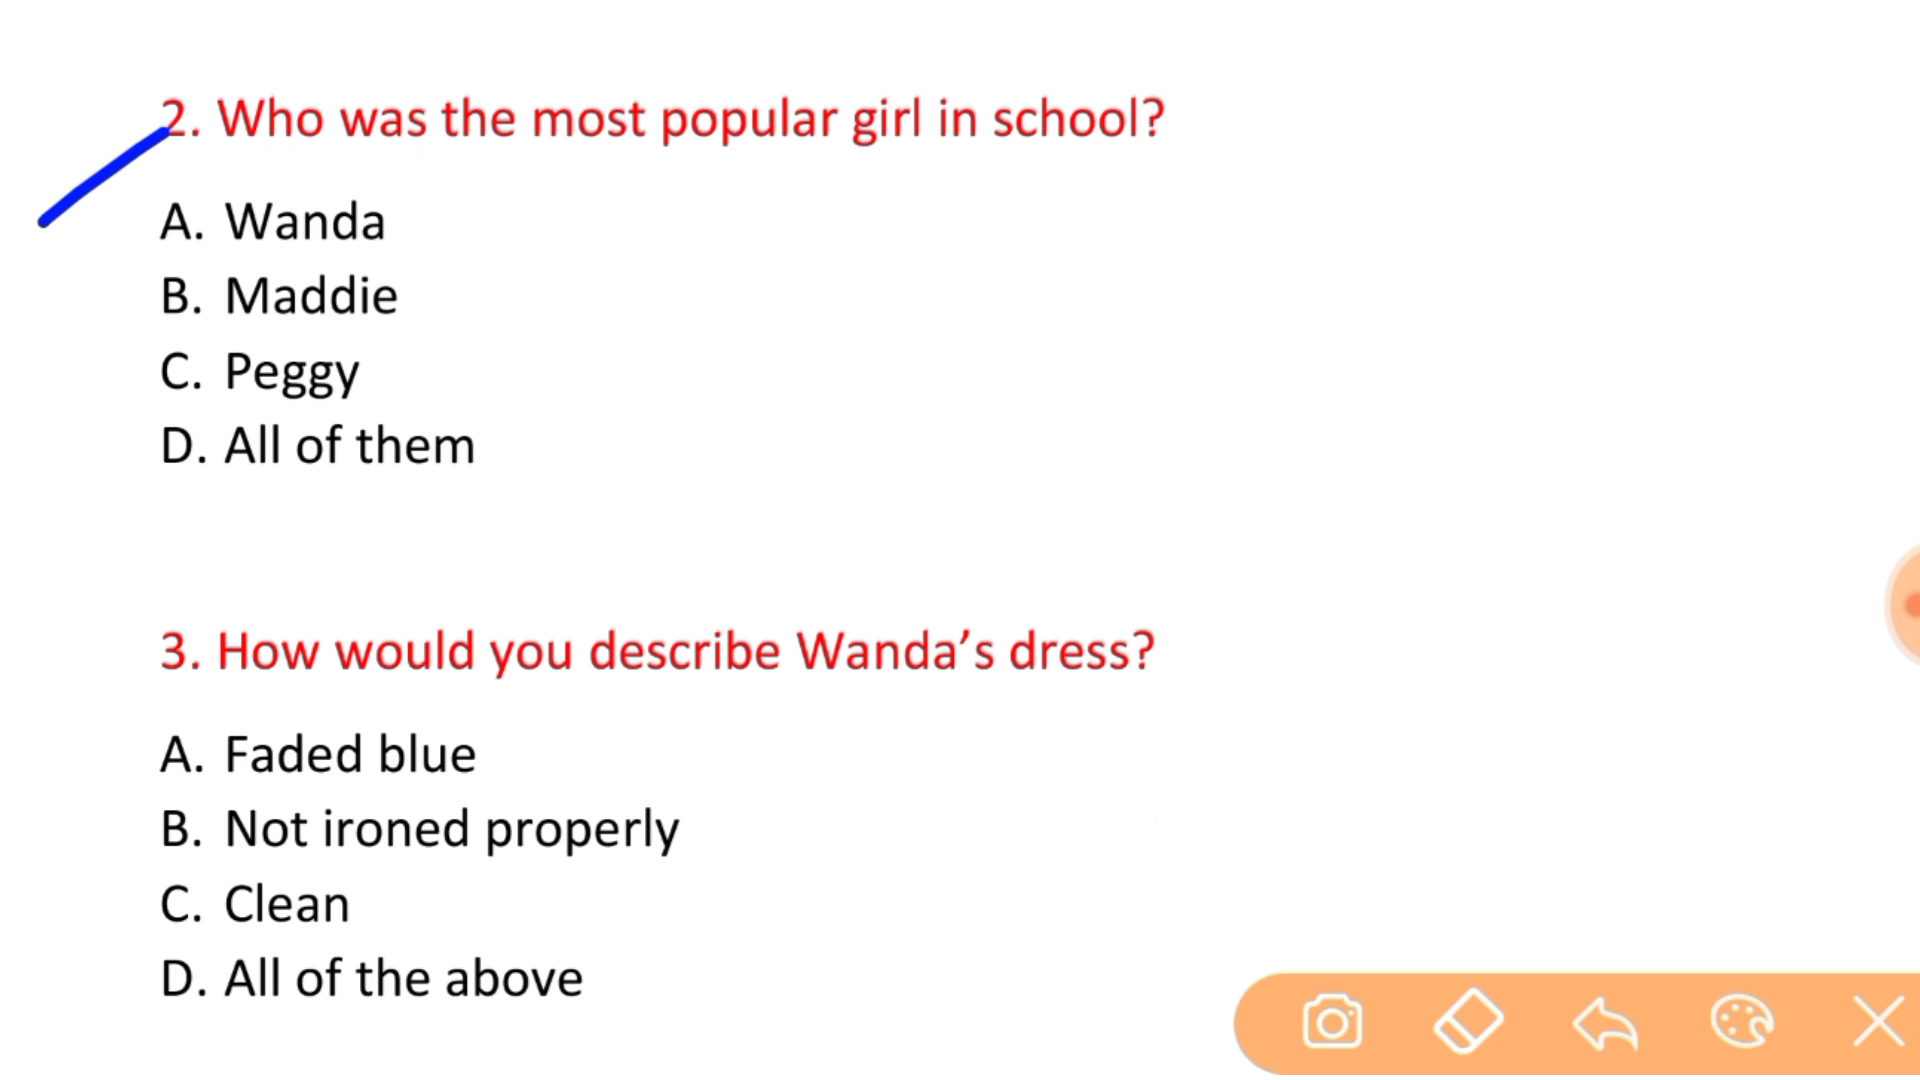 2. Who was the most popular girl in school?
A. Wanda
B. Maddie
C. Peggy
D. All of them
3. How would you describe Wanda’s dress?
A. Faded blue
B. Not ironed properly
C. Clean
D. All of the above